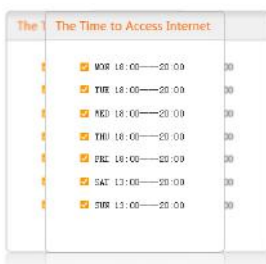 The T
The Time to Access Internet
MON 18:00——20:00
TUE 18:00——20:00
WED 18:00——20:00
THU 18:00——20:00
FRI 18:00——20:00
SAT 13:00——20:00
SUN 13:00——20:00